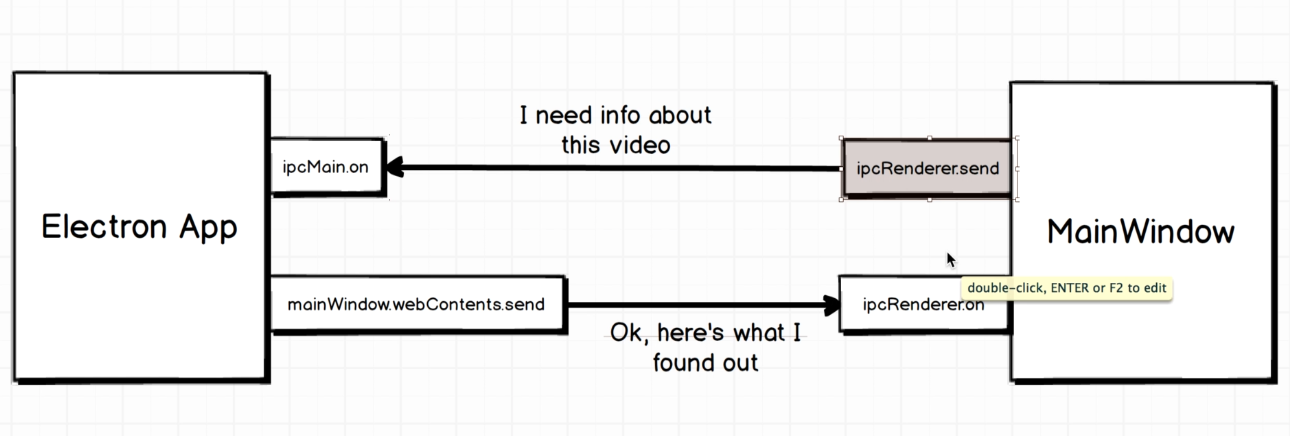 I need info about
this video
ipcMain.on
ipcRenderer.send
Electron App
MainWindow
double-click, ENTER or F2 to edit
mainWindow.webContents.send
ipcRenderer.on
Ok, here's what I
found out